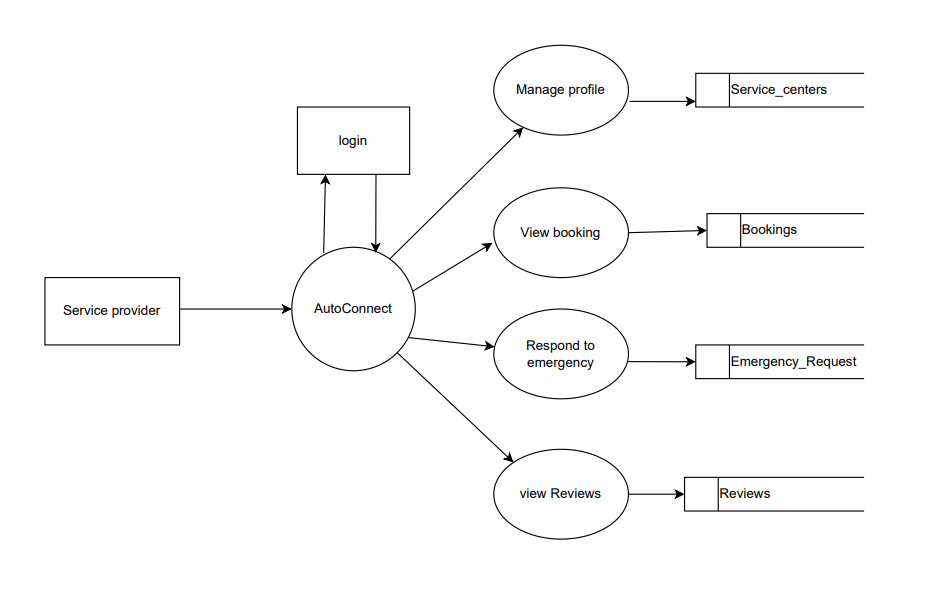 Manage profile
Service_centers
login
View booking
Bookings
Service provider
AutoConnect
Respond to
emergency
Emergency_Request
view Reviews
Reviews